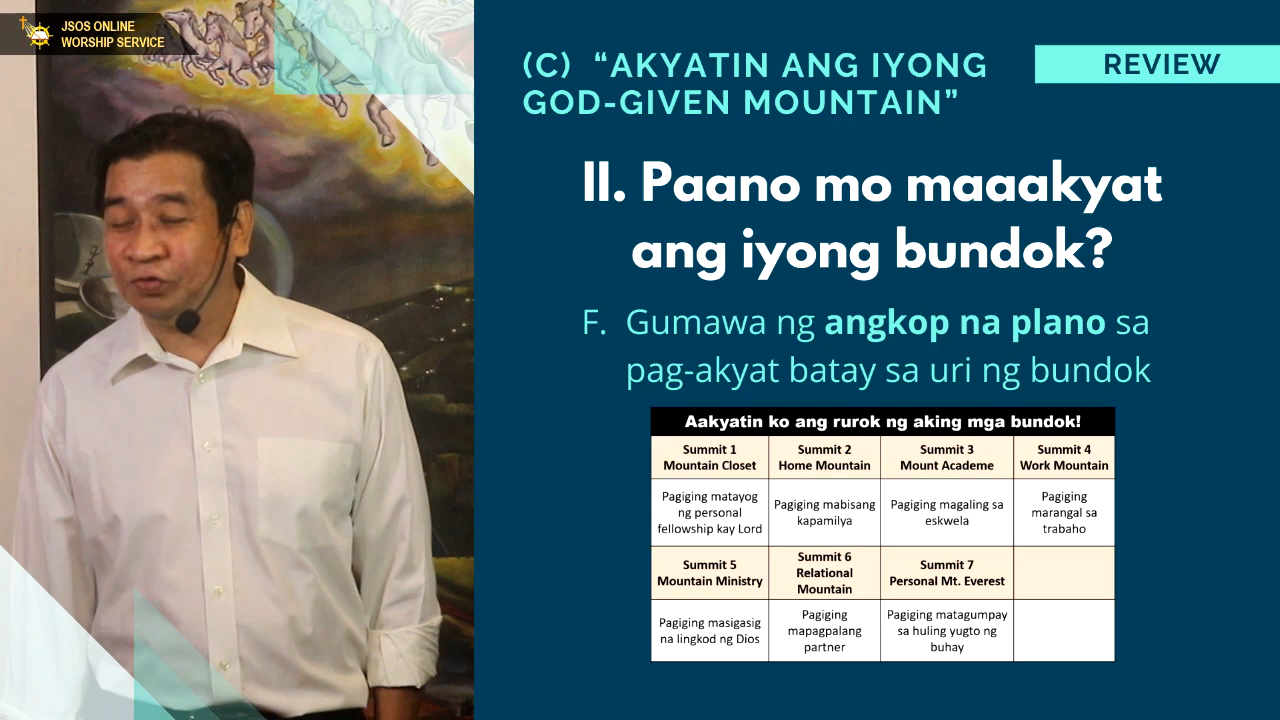 JSOS ONLINE
WORSHIP SERVICE
(C) “AKYATIN ANG IYONG
GOD-GIVEN MOUNTAIN”
REVIEW
II. Paano mo maaakyat
ang iyong bundok?
F. Gumawa ng angkop na plano sa
pag-akyat batay sa uri ng bundok
Aakyatin ko ang rurok ng aking mga bundok!
Summit 1
Mountain Closet
Summit 2
Home Mountain
Summit 3
Mount Academe
Summit 4
Work Mountain
Pagiging matayog
ng personal
fellowship kay Lord
Pagiging mabisang
kapamilya
Pagiging magaling sa
eskwela
Pagiging
marangal sa
trabaho
Summit 5
Mountain Ministry
Summit 6
Relational
Mountain
Summit 7
Personal Mt. Everest
Pagiging masigasig
na lingkod ng Dios
Pagiging
mapagpalang
partner
Pagiging matagumpay
sa huling yugto ng
buhay